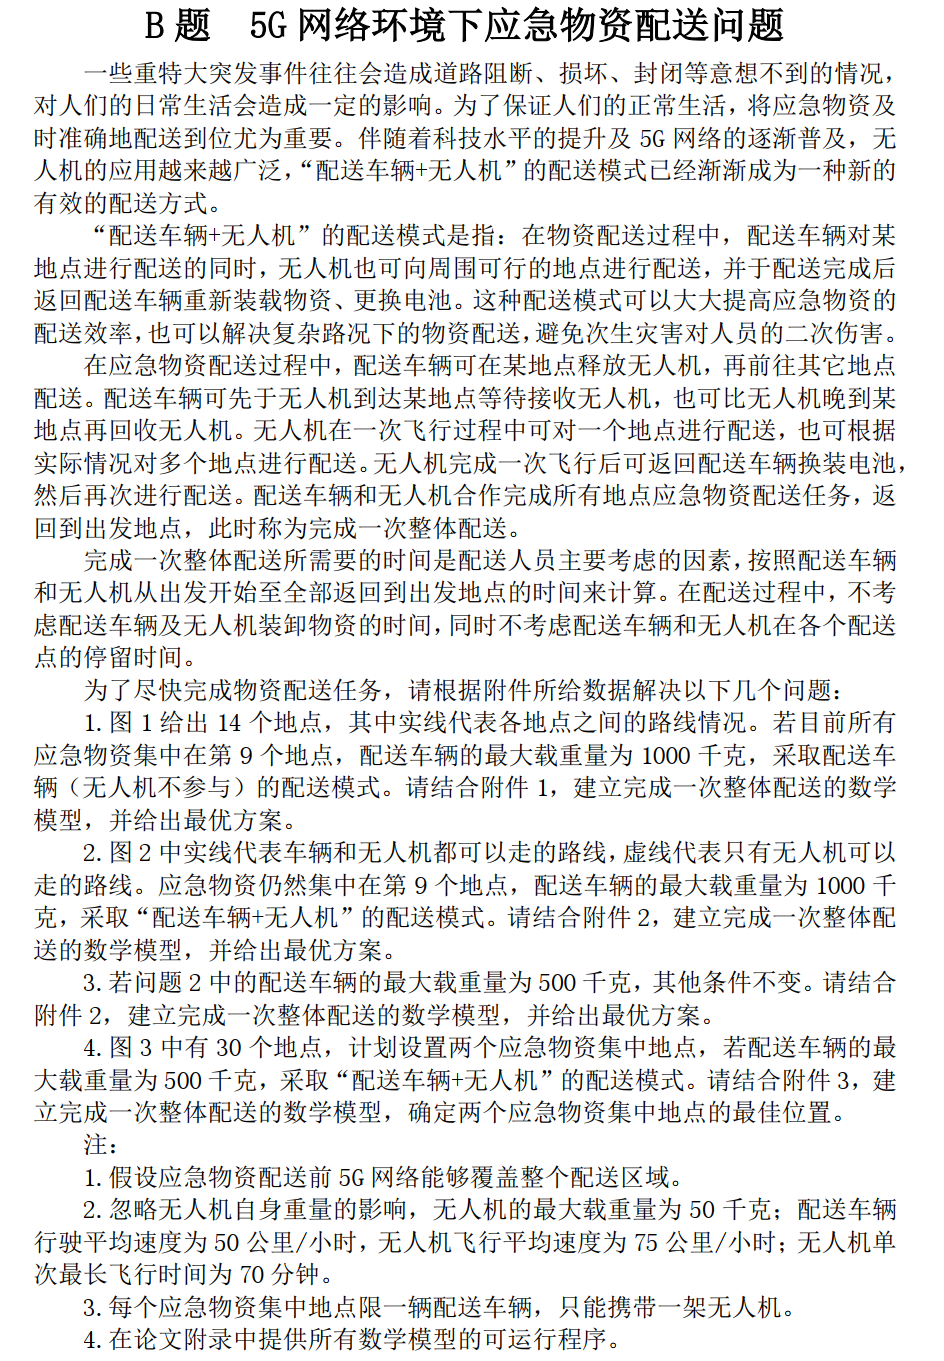 B 题　5G 网络环境下应急物资配送问题
一些重特大突发事件往往会造成道路阻断、损坏、封闭等意想不到的情况，
对人们的日常生活会造成一定的影响。为了保证人们的正常生活，将应急物资及
时准确地配送到位尤为重要。伴随着科技水平的提升及 5G 网络的逐渐普及，无
人机的应用越来越广泛，“配送车辆+无人机”的配送模式已经渐渐成为一种新的
有效的配送方式。
“配送车辆+无人机”的配送模式是指：在物资配送过程中，配送车辆对某
地点进行配送的同时，无人机也可向周围可行的地点进行配送，并于配送完成后
返回配送车辆重新装载物资、更换电池。这种配送模式可以大大提高应急物资的
配送效率，也可以解决复杂路况下的物资配送，避免次生灾害对人员的二次伤害。
在应急物资配送过程中，配送车辆可在某地点释放无人机，再前往其它地点
配送。配送车辆可先于无人机到达某地点等待接收无人机，也可比无人机晚到某
地点再回收无人机。无人机在一次飞行过程中可对一个地点进行配送，也可根据
实际情况对多个地点进行配送。无人机完成一次飞行后可返回配送车辆换装电池，
然后再次进行配送。配送车辆和无人机合作完成所有地点应急物资配送任务，返
回到出发地点，此时称为完成一次整体配送。
完成一次整体配送所需要的时间是配送人员主要考虑的因素，按照配送车辆
和无人机从出发开始至全部返回到出发地点的时间来计算。在配送过程中，不考
虑配送车辆及无人机装卸物资的时间，同时不考虑配送车辆和无人机在各个配送
点的停留时间。
为了尽快完成物资配送任务，请根据附件所给数据解决以下几个问题：
1.图 1 给出 14 个地点，其中实线代表各地点之间的路线情况。若目前所有
应急物资集中在第 9 个地点，配送车辆的最大载重量为 1000 千克，采取配送车
辆（无人机不参与）的配送模式。请结合附件 1，建立完成一次整体配送的数学
模型，并给出最优方案。
2.图 2 中实线代表车辆和无人机都可以走的路线，虚线代表只有无人机可以
走的路线。应急物资仍然集中在第 9 个地点，配送车辆的最大载重量为 1000 千
克，采取“配送车辆+无人机”的配送模式。请结合附件 2，建立完成一次整体配
送的数学模型，并给出最优方案。
3.若问题 2 中的配送车辆的最大载重量为 500 千克，其他条件不变。请结合
附件 2，建立完成一次整体配送的数学模型，并给出最优方案。
4.图 3 中有 30 个地点，计划设置两个应急物资集中地点，若配送车辆的最
大载重量为 500 千克，采取“配送车辆+无人机”的配送模式。请结合附件 3，建
立完成一次整体配送的数学模型，确定两个应急物资集中地点的最佳位置。
注：
1.假设应急物资配送前 5G 网络能够覆盖整个配送区域。
2.忽略无人机自身重量的影响，无人机的最大载重量为 50 千克；配送车辆
行驶平均速度为 50 公里/小时，无人机飞行平均速度为 75 公里/小时；无人机单
次最长飞行时间为 70 分钟。
3.每个应急物资集中地点限一辆配送车辆，只能携带一架无人机。
4.在论文附录中提供所有数学模型的可运行程序。